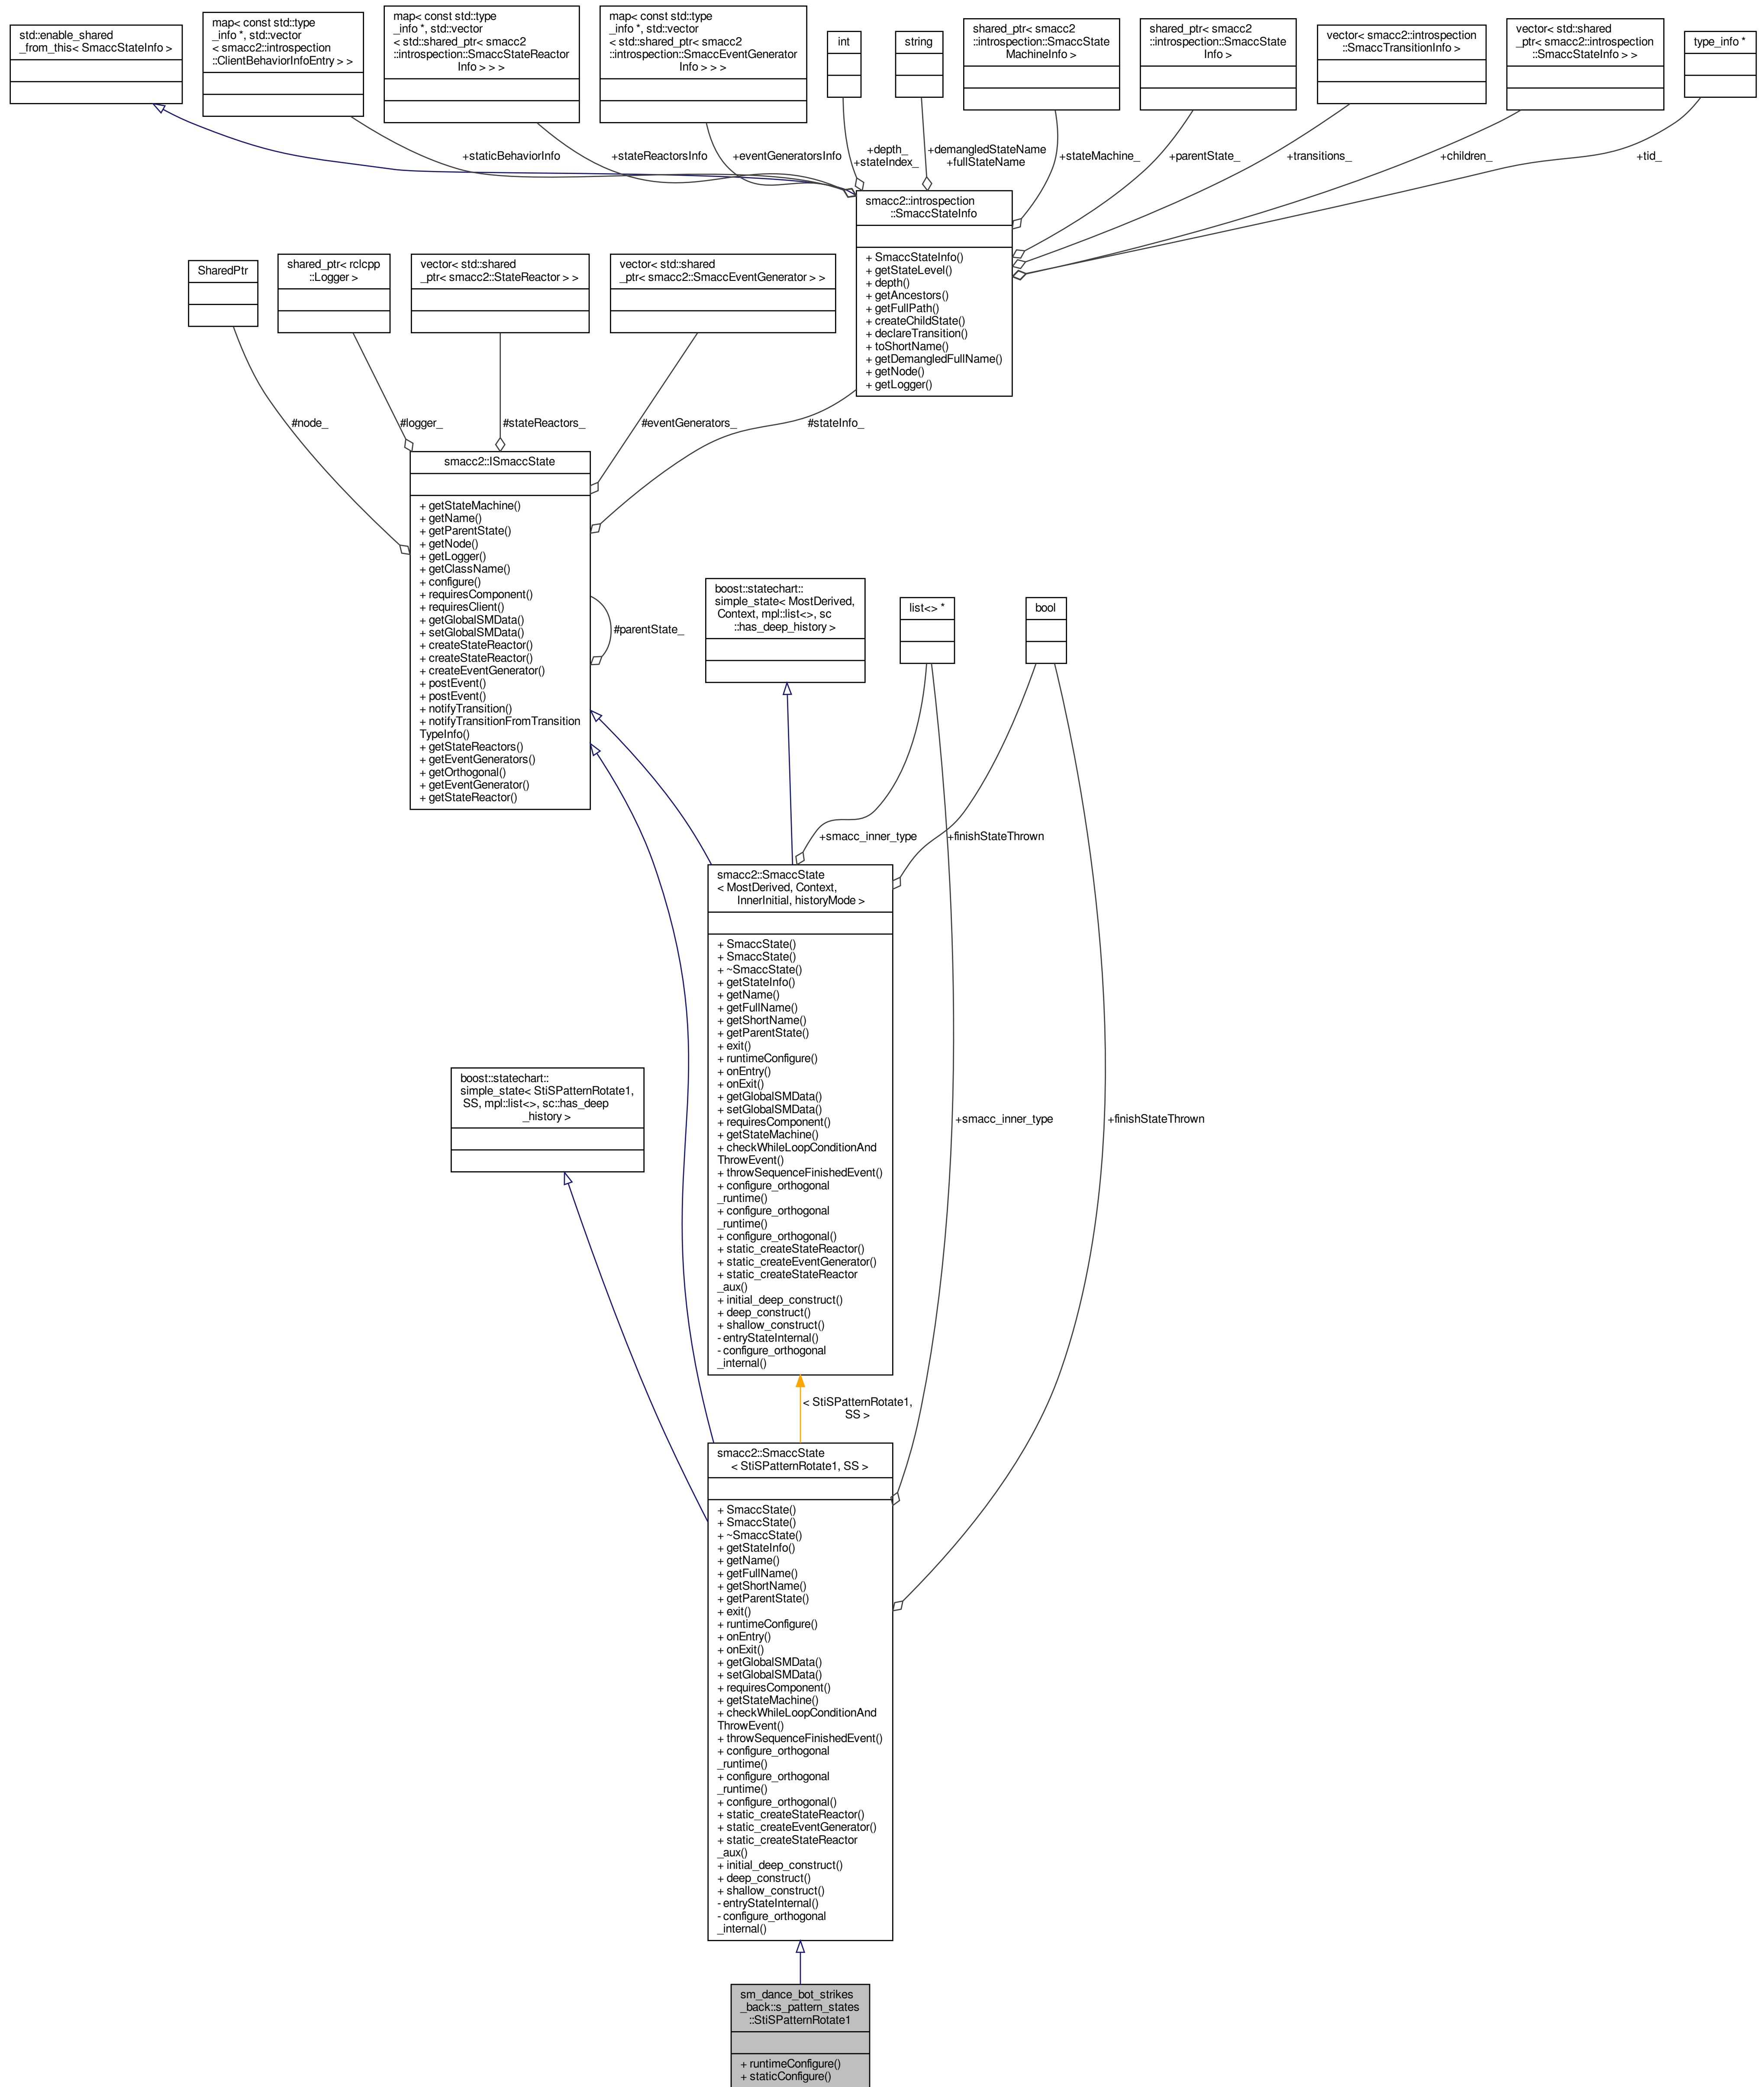 std::enable_shared
_from_this< SmaccStateInfo >
map< const std::type
_info *, std::vector
< smacc2::introspection
::ClientBehaviorInfoEntry > >
map< const std::type
_info *, std::vector
< std::shared_ptr< smacc2
::introspection::SmaccStateReactor
Info > > >
map< const std::type
_info *, std::vector
< std::shared_ptr< smacc2
::introspection::SmaccEventGenerator
Info > > >
int
string
shared_ptr< smacc2
::introspection::SmaccState
MachineInfo >
shared_ptr< smacc2
::introspection::SmaccState
Info >
vector< smacc2::introspection
::SmaccTransitionInfo >
vector< std::shared
_ptr< smacc2::introspection
::SmaccStateInfo > >
type_info *
+staticBehaviorInfo
+stateReactorsInfo
+eventGeneratorsInfo
+depth_
+stateIndex_
+demangledStateName
+fullStateName
+stateMachine_
+parentState_
+transitions_
+children_
+tid_
smacc2::introspection
::SmaccStateInfo
+ SmaccStateInfo()
+ getStateLevel()
+ depth()
+ getAncestors()
+ getFullPath()
+ createChildState()
+ declareTransition()
+ toShortName()
+ getDemangledFullName()
+ getNode()
+ getLogger()
SharedPtr
shared_ptr< rclcpp
::Logger >
vector< std::shared
_ptr< smacc2::StateReactor > >
vector< std::shared
_ptr< smacc2::SmaccEventGenerator > >
#node_
#logger_
#stateReactors_
#eventGenerators_
#stateInfo_
smacc2::ISmaccState
+ getStateMachine()
+ getName()
+ getParentState()
+ getNode()
+ getLogger()
+ getClassName()
+ configure()
+ requiresComponent()
+ requiresClient()
+ getGlobalSMData()
+ setGlobalSMData()
+ createStateReactor()
+ createStateReactor()
+ createEventGenerator()
+ postEvent()
+ postEvent()
+ notifyTransition()
+ notifyTransitionFromTransition
TypeInfo()
+ getStateReactors()
+ getEventGenerators()
+ getOrthogonal()
+ getEventGenerator()
+ getStateReactor()
#parentState_
boost::statechart::
simple_state< MostDerived,
Context, mpl::list<>, sc
::has_deep_history >
list<> *
bool
+smacc_inner_type
+finishStateThrown
smacc2::SmaccState
< MostDerived, Context,
InnerInitial, historyMode >
+ SmaccState()
+ SmaccState()
+ ~SmaccState()
+ getStateInfo()
+ getName()
+ getFullName()
+ getShortName()
+ getParentState()
+ exit()
+ runtimeConfigure()
+ onEntry()
+ onExit()
+ getGlobalSMData()
+ setGlobalSMData()
+ requiresComponent()
+ getStateMachine()
+ checkWhileLoopConditionAnd
ThrowEvent()
+ throwSequenceFinishedEvent()
+ configure_orthogonal
_runtime()
+ configure_orthogonal
_runtime()
+ configure_orthogonal()
+ static_createStateReactor()
+ static_createEventGenerator()
+ static_createStateReactor
_aux()
+ initial_deep_construct()
+ deep_construct()
+ shallow_construct()
- entryStateInternal()
- configure_orthogonal
_internal()
boost::statechart::
simple_state< StiSPatternRotate1,
SS, mpl::list<>, sc::has_deep
_history >
+smacc_inner_type
+finishStateThrown
< StiSPatternRotate1,
SS >
smacc2::SmaccState
< StiSPatternRotate1, SS >
+ SmaccState()
+ SmaccState()
+ ~SmaccState()
+ getStateInfo()
+ getName()
+ getFullName()
+ getShortName()
+ getParentState()
+ exit()
+ runtimeConfigure()
+ onEntry()
+ onExit()
+ getGlobalSMData()
+ setGlobalSMData()
+ requiresComponent()
+ getStateMachine()
+ checkWhileLoopConditionAnd
ThrowEvent()
+ throwSequenceFinishedEvent()
+ configure_orthogonal
_runtime()
+ configure_orthogonal
_runtime()
+ configure_orthogonal()
+ static_createStateReactor()
+ static_createEventGenerator()
+ static_createStateReactor
_aux()
+ initial_deep_construct()
+ deep_construct()
+ shallow_construct()
- entryStateInternal()
- configure_orthogonal
_internal()
sm_dance_bot_strikes
_back::s_pattern_states
::StiSPatternRotate1
+ runtimeConfigure()
+ staticConfigure()